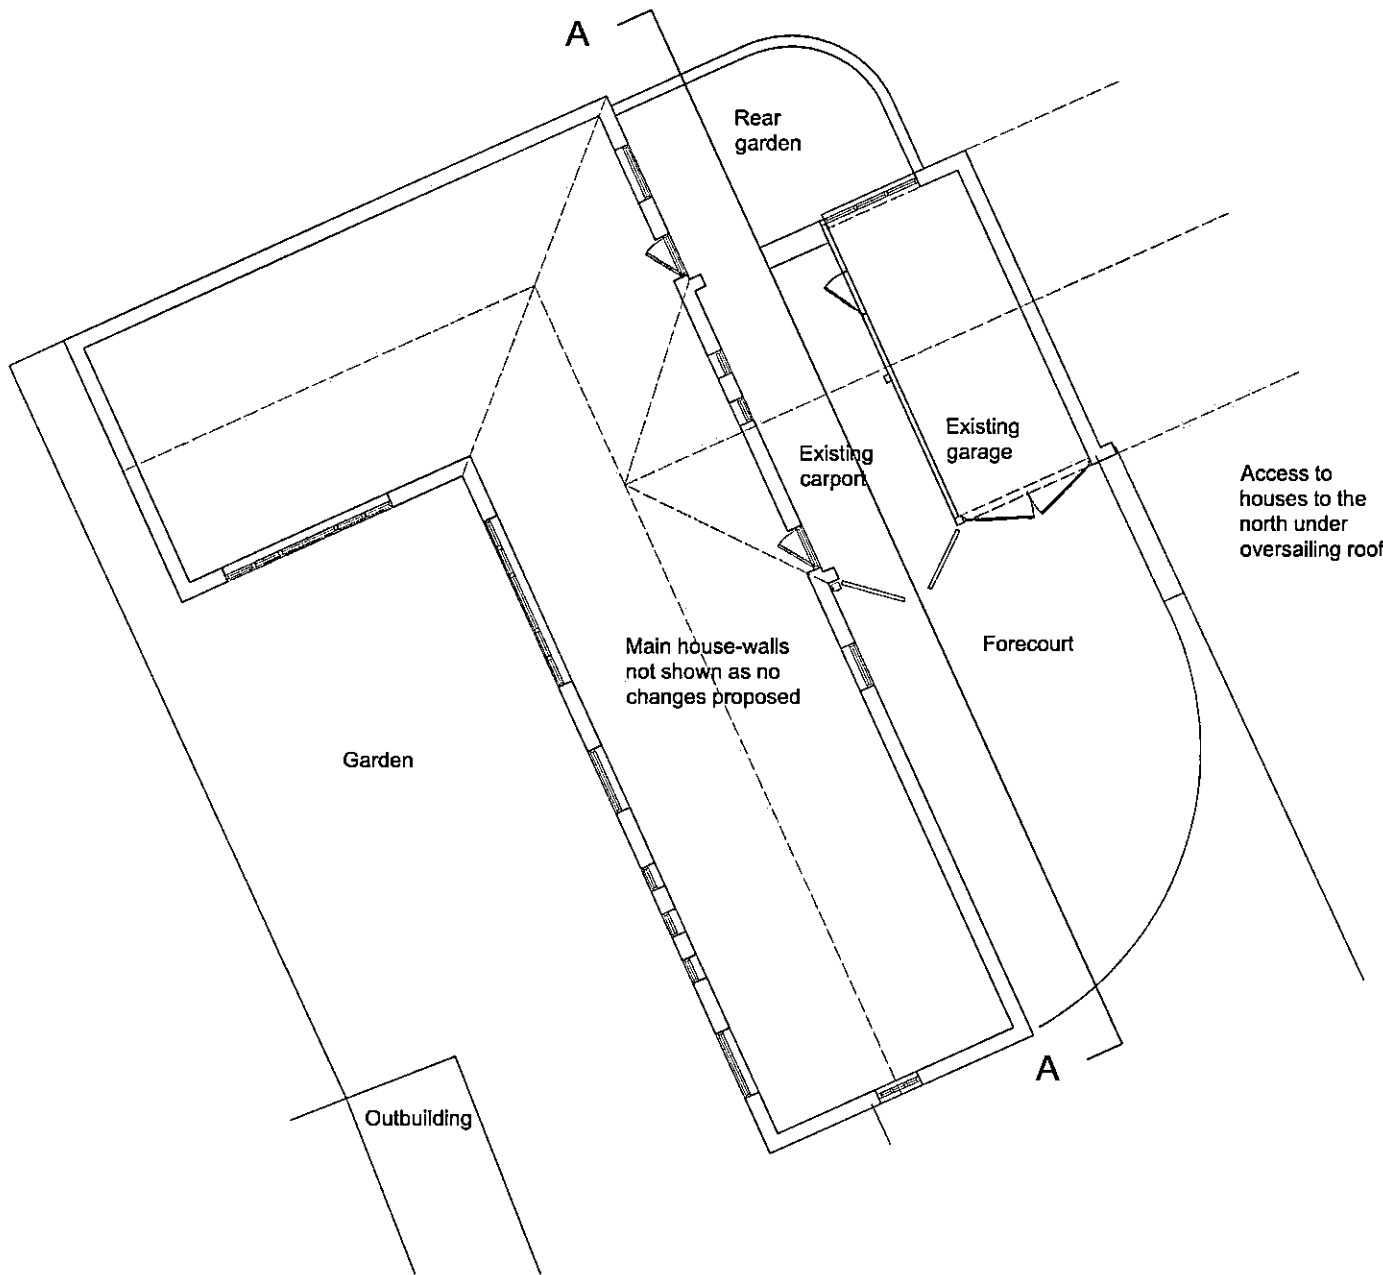 A
Rear
garden
Existing
garage
Existing
carport
Access to
houses to the
north under
oversailing roof
Main house-walls
not shown as no
changes proposed
Forecourt
Garden
A
Outbuilding